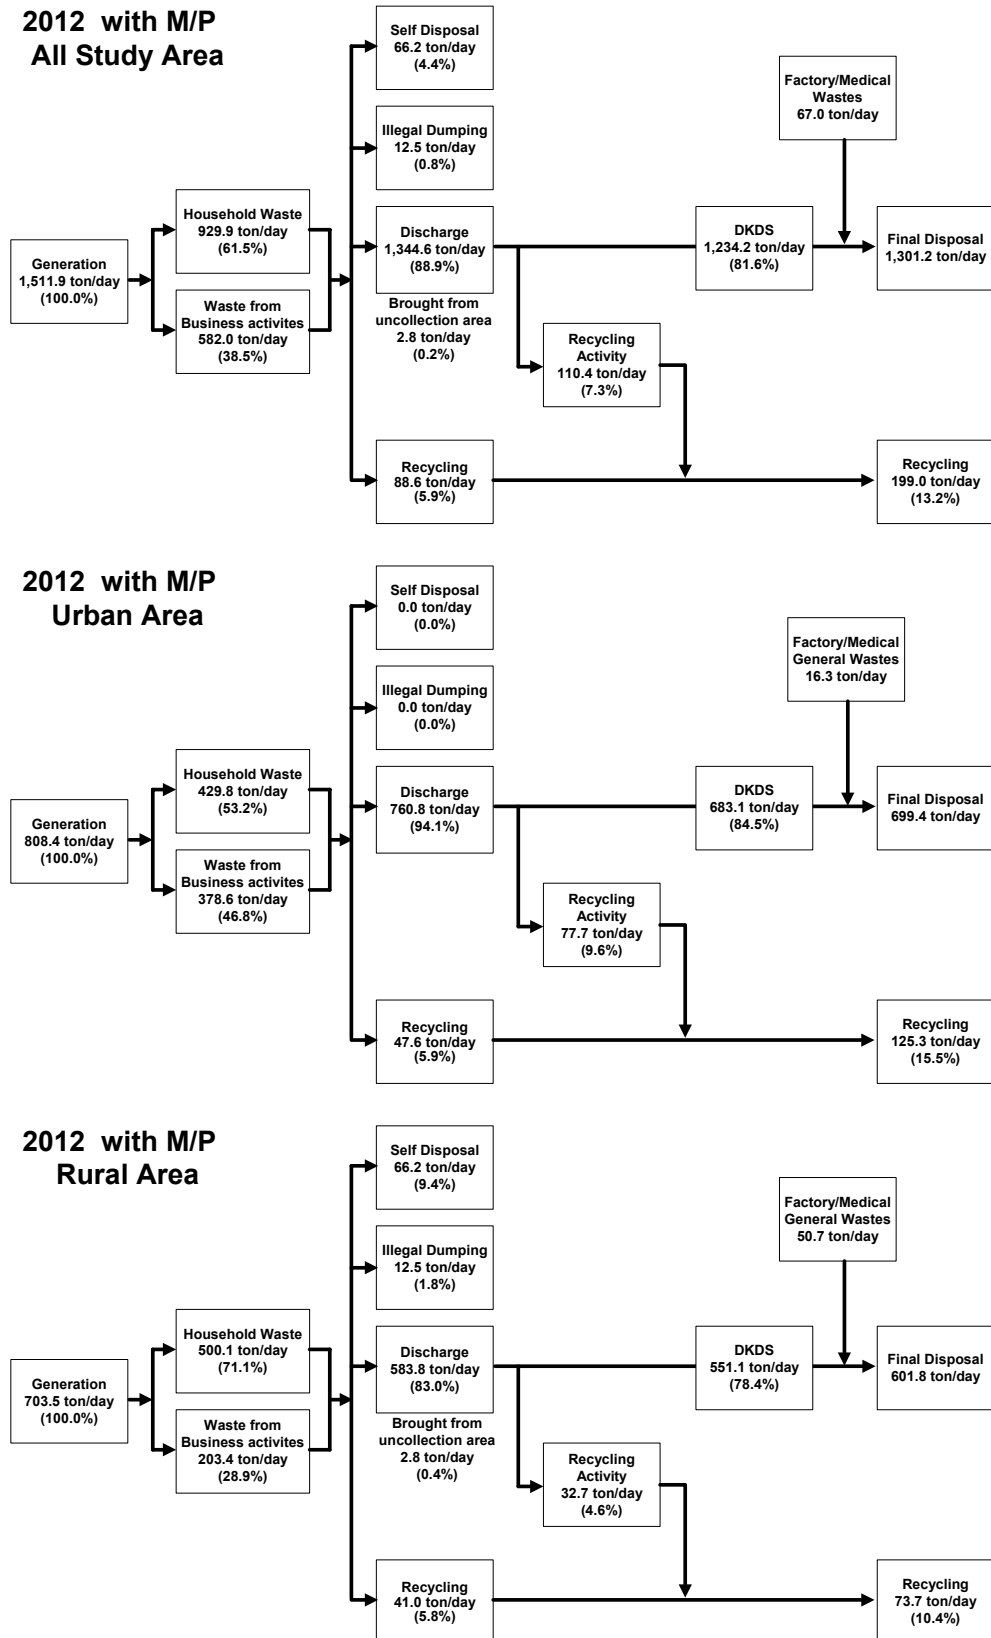 2012 with M/P
All Study Area
Self Disposal
66.2 ton/day
(4.4%)
Factory/Medical
Wastes
67.0 ton/day
Illegal Dumping
12.5 ton/day
(0.8%)
Household Waste
929.9 ton/day
(61.5%)
Generation
1,511.9 ton/day
(100.0%)
Waste from
Business activites
582.0 ton/day
(38.5%)
Discharge
1,344.6 ton/day
(88.9%)
Brought from
uncollection area
2.8 ton/day
(0.2%)
DKDS
1,234.2 ton/day
(81.6%)
Final Disposal
1,301.2 ton/day
Recycling
Activity
110.4 ton/day
(7.3%)
Recycling
88.6 ton/day
(5.9%)
Recycling
199.0 ton/day
(13.2%)
2012 with M/P
Urban Area
Self Disposal
0.0 ton/day
(0.0%)
Factory/Medical
General Wastes
16.3 ton/day
Illegal Dumping
0.0 ton/day
(0.0%)
Household Waste
429.8 ton/day
(53.2%)
Generation
808.4 ton/day
(100.0%)
Waste from
Business activites
378.6 ton/day
(46.8%)
Discharge
760.8 ton/day
(94.1%)
DKDS
683.1 ton/day
(84.5%)
Final Disposal
699.4 ton/day
Recycling
Activity
77.7 ton/day
(9.6%)
Recycling
47.6 ton/day
(5.9%)
Recycling
125.3 ton/day
(15.5%)
2012 with M/P
Rural Area
Self Disposal
66.2 ton/day
(9.4%)
Factory/Medical
General Wastes
50.7 ton/day
Illegal Dumping
12.5 ton/day
(1.8%)
Household Waste
500.1 ton/day
(71.1%)
Generation
703.5 ton/day
(100.0%)
Waste from
Business activites
203.4 ton/day
(28.9%)
Discharge
583.8 ton/day
(83.0%)
Brought from
uncollection area
2.8 ton/day
(0.4%)
DKDS
551.1 ton/day
(78.4%)
Final Disposal
601.8 ton/day
Recycling
Activity
32.7 ton/day
(4.6%)
Recycling
41.0 ton/day
(5.8%)
Recycling
73.7 ton/day
(10.4%)